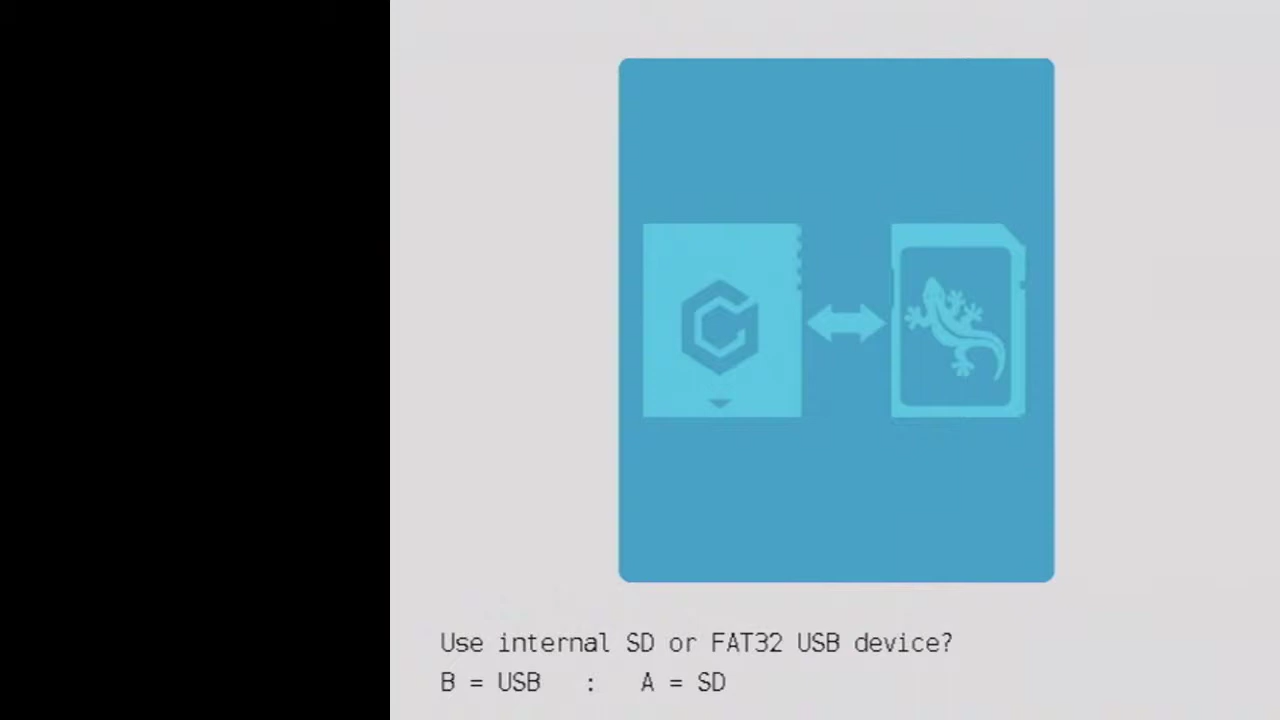 Use internal SD or FAT32 USB device?
B = USB : A = SD